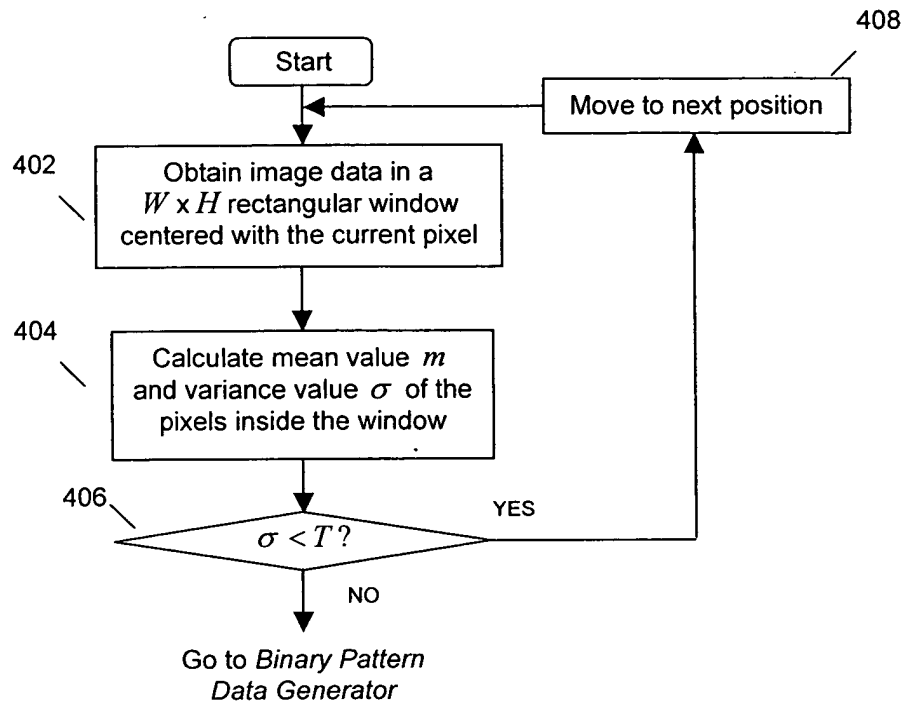 408
Start
Move to next position
402
Obtain image data in a
W x H rectangular window
centered with the current pixel
404
Calculate mean value m
and variance value σ of the
pixels inside the window
406
YES
σ < T ?
NO
Go to Binary Pattern
Data Generator